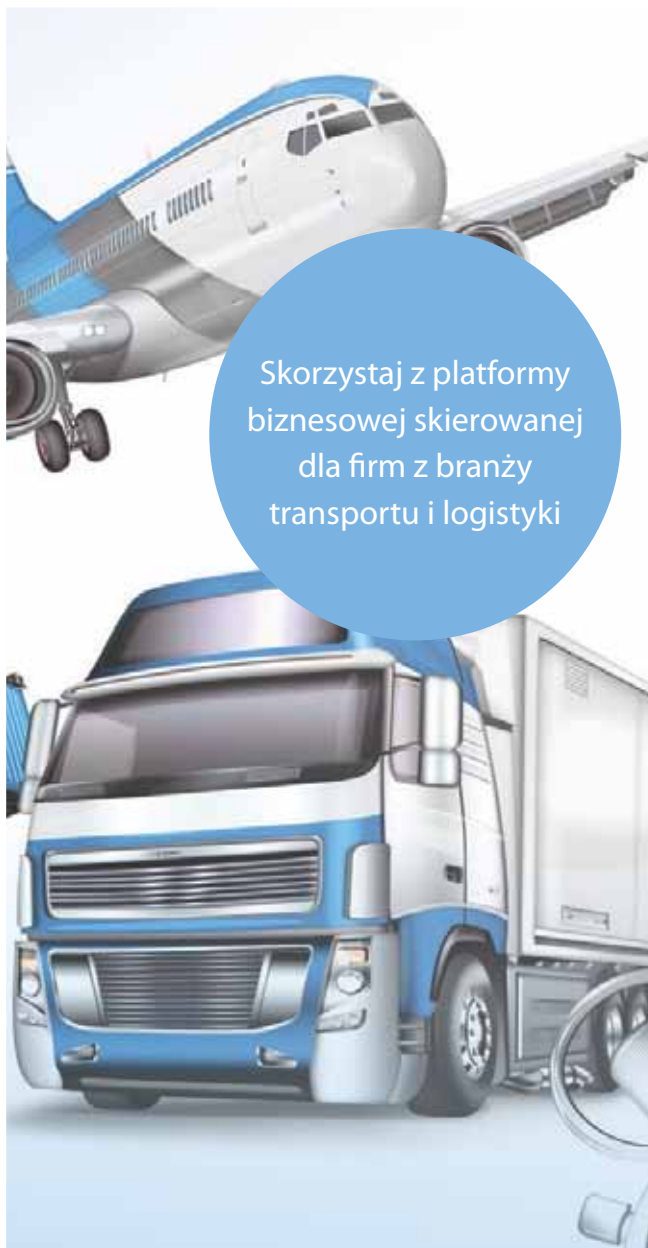 Skorzystaj z platformy
biznesowej skierowanej
dla firm z branży
transportu i logistyki